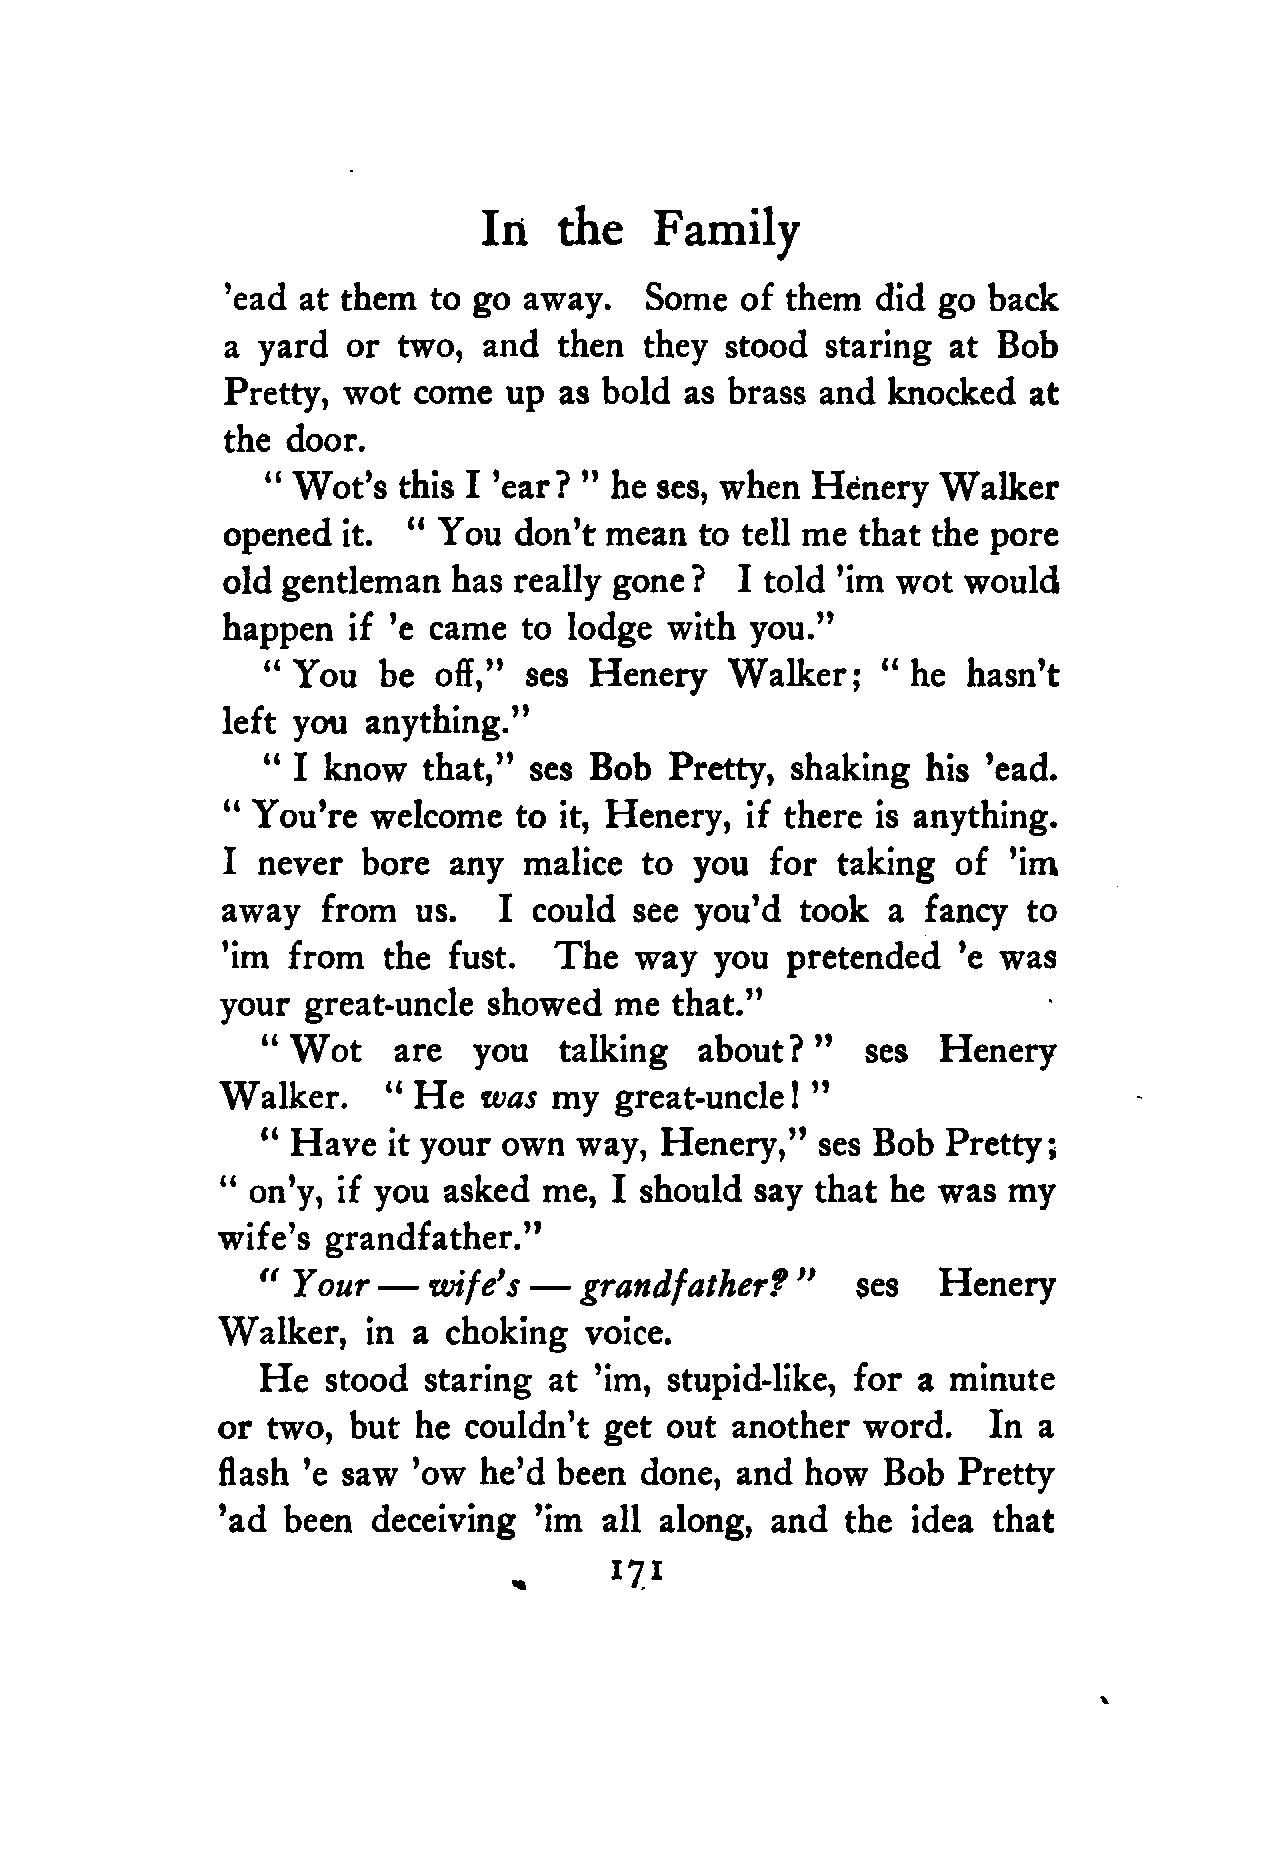 In the Family
'ead at them to go away. Some of them did go back
a yard or two, and then they stood staring at Bob
Pretty, wot come up as bold as brass and knocked at
the door.
" Wot's this I 'ear? " he ses, when Henery Walker
opened it. " You don't mean to tell me that the pore
old gentleman has really gone? I told 'im wot would
happen if 'e came to lodge with you."
" You be off," ses Henery Walker; " he hasn't
left you anything."
" I know that," ses Bob Pretty, shaking his 'ead.
" You're welcome to it, Henery, if there is anything.
I never bore any malice to you for taking of 'im
away from us. I could see you'd took a fancy to
'im from the fust. The way you pretended 'e was
your great-uncle showed me that."
" Wot are you talking about? " ses Henery
Walker. " He was my great-uncle! "
" Have it your own way, Henery," ses Bob Pretty;
" on'y, if you asked me, I should say that he was my
wife's grandfather."
" Your — wife's — grandfather? " ses Henery
Walker, in a choking voice.
He stood staring at 'im, stupid-like, for a minute
or two, but he couldn't get out another word. In a
flash 'e saw 'ow he'd been done, and how Bob Pretty
'ad been deceiving 'im all along, and the idea that
171